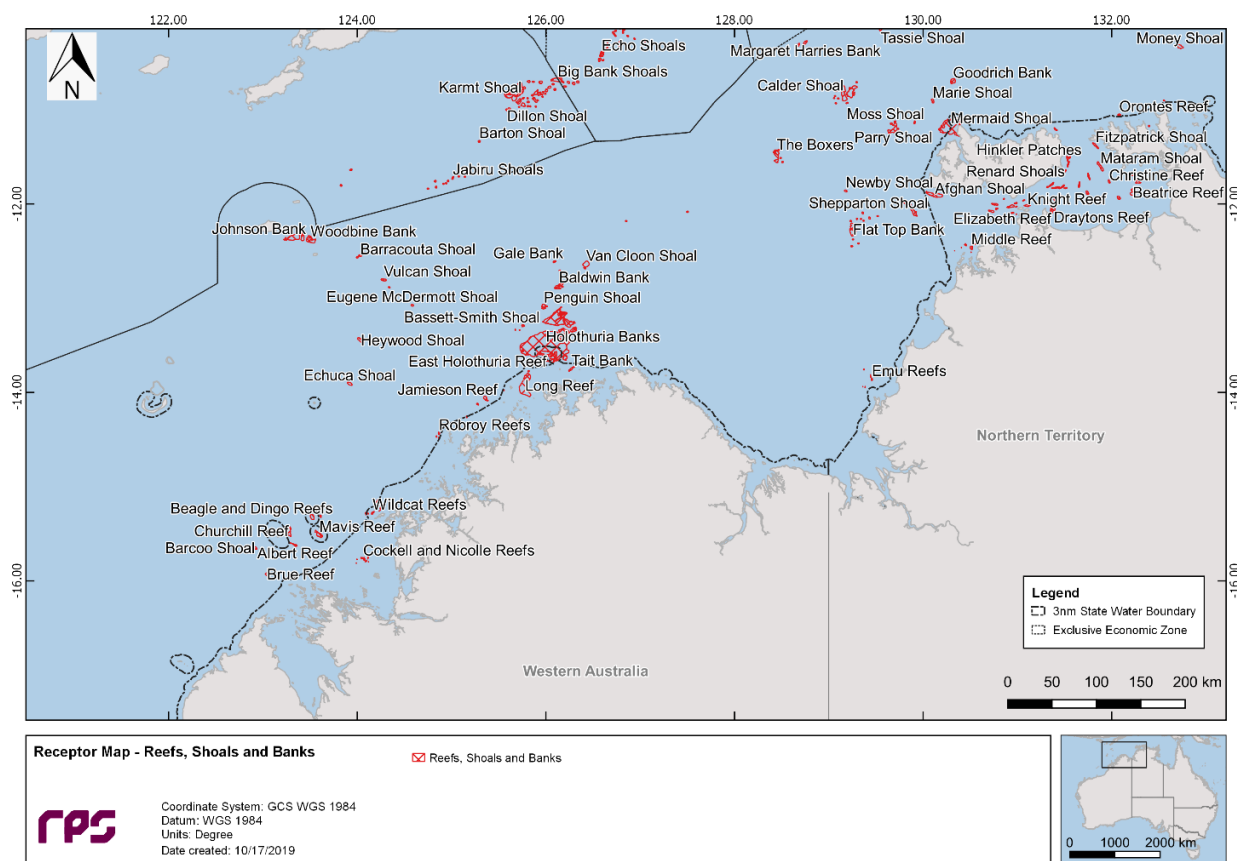 122.00 124.00 126.00 128.00 130.00 132.00
N
Echo Shoals
Margaret Harries Bank
Tassie Shoal
Money Shoal
Big Bank Shoals
Karmt Shoal
Goodrich Bank
Calder Shoal
Marie Shoal
Dillon Shoal
Moss Shoal
Orontes Reef
Mermaid Shoal
Barton Shoal
Parry Shoal
Fitzpatrick Shoal
The Boxers
Hinkler Patches
Mataram Shoal
Jabiru Shoals
Renard Shoals
Christine Reef
Newby Shoal
Afghan Shoal
Beatrice Reef
-12.00
Shepparton Shoal
Knight Reef
-12.00
Elizabeth Reef
Draytons Reef
Johnson Bank
Woodbine Bank
Flat Top Bank
Middle Reef
Barracouta Shoal
Gale Bank
Van Cloon Shoal
Vulcan Shoal
Baldwin Bank
Eugene McDermott Shoal
Penguin Shoal
Bassett-Smith Shoal
Heywood Shoal
Holothuria Banks
East Holothuria Reef
Tait Bank
Echuca Shoal
Emu Reefs
-14.00
Jamieson Reef
Long Reef
-14.00
Robroy Reefs
Northern Territory
Beagle and Dingo Reefs
Wildcat Reefs
Churchill Reef
Mavis Reef
Barcoo Shoal
Albert Reef
Cockell and Nicolle Reefs
Brue Reef
-16.00
-16.00
Western Australia
Legend
3nm State Water Boundary
Exclusive Economic Zone
0 50 100 150 200 km
Receptor Map - Reefs, Shoals and Banks
Reefs, Shoals and Banks
rps
Coordinate System: GCS WGS 1984
Datum: WGS 1984
Units: Degree
Date created: 10/17/2019
0 1000 2000 km